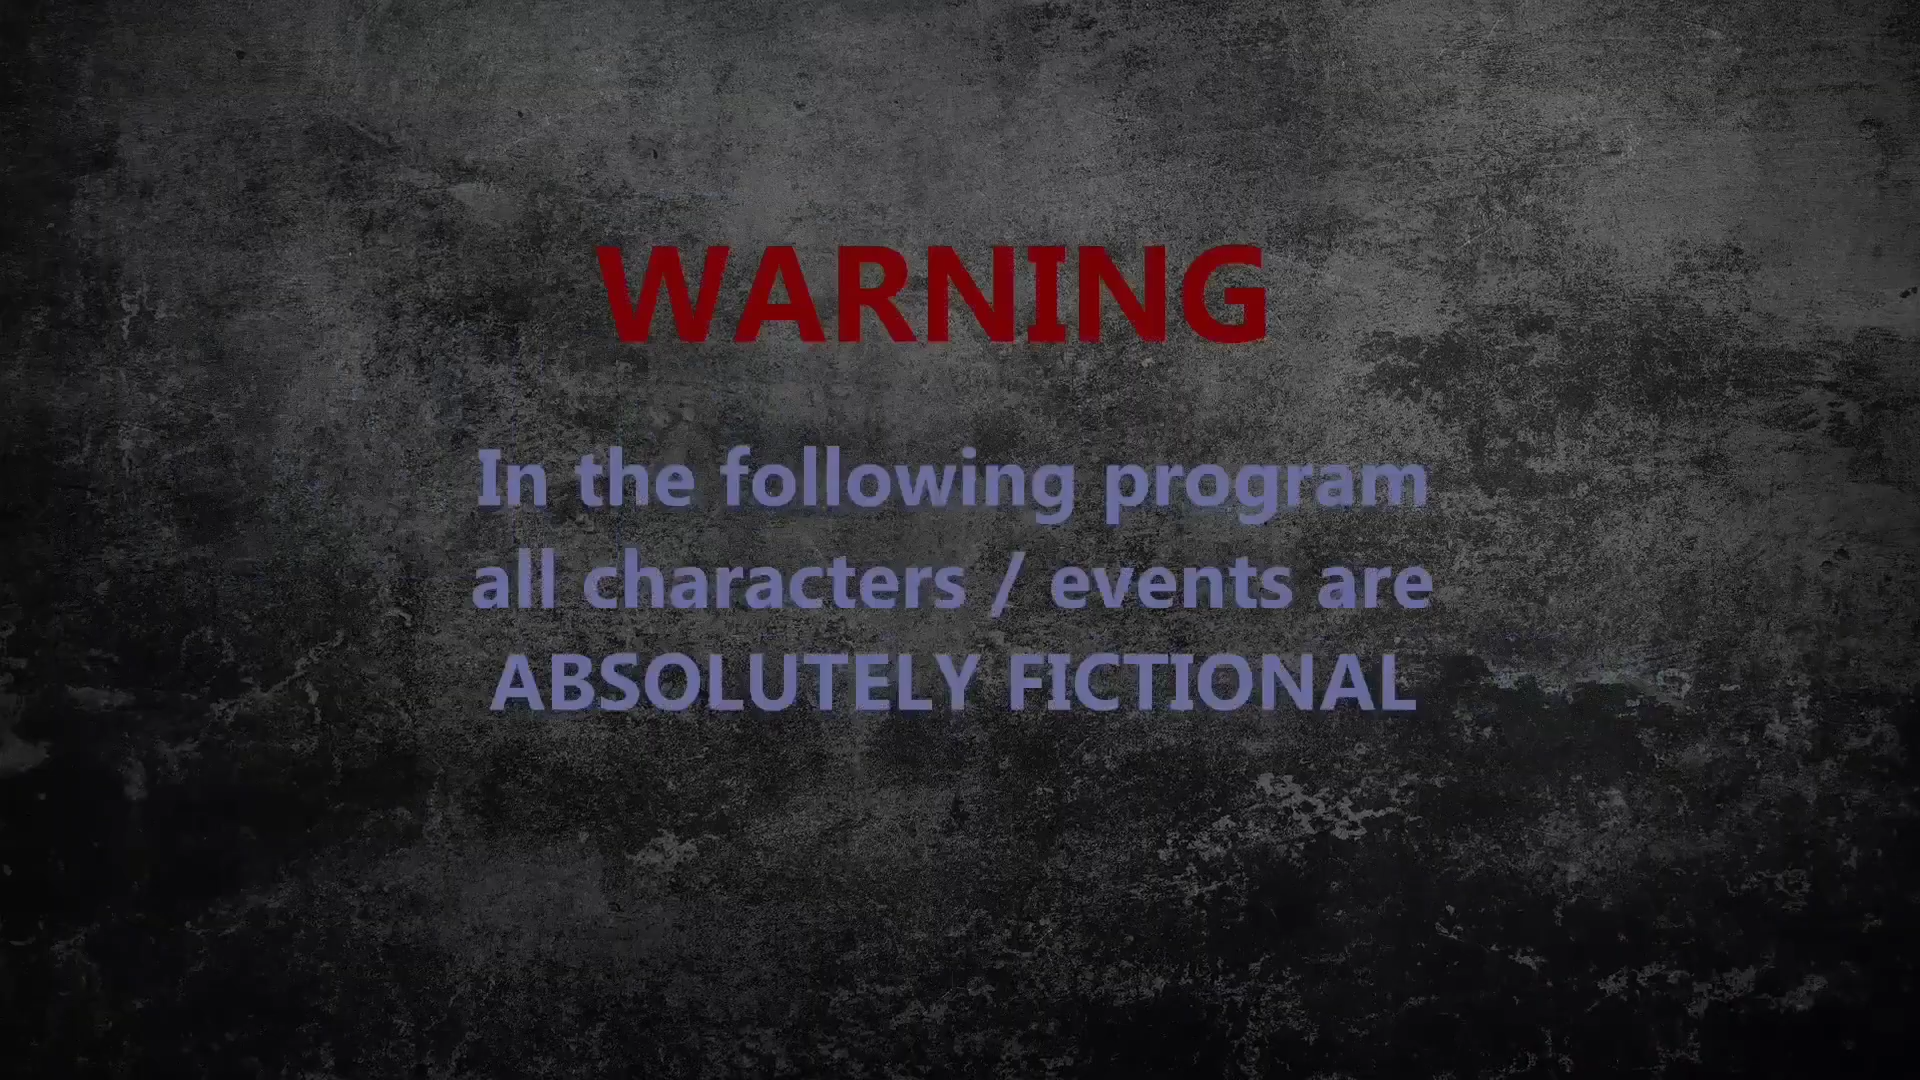 WARNING
In the following program
all characters / events are
ABSOLUTELY FICTIONAL